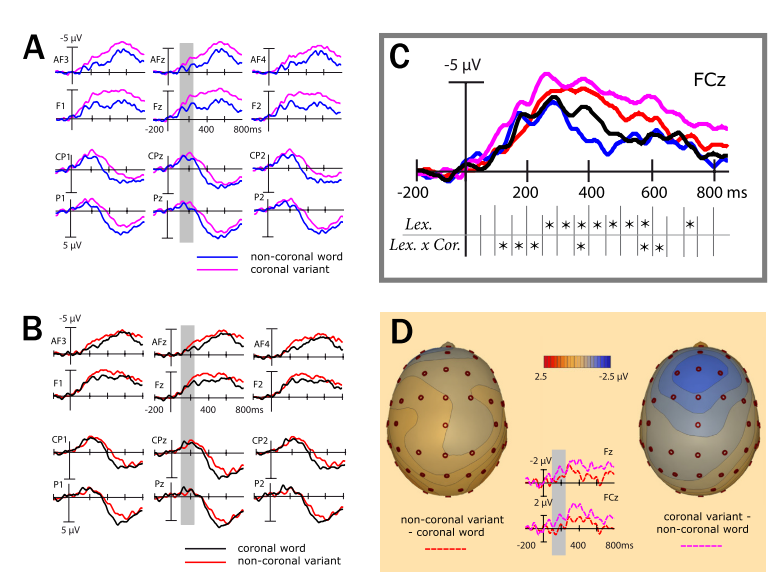 A
-5 µV
AF3
AFz
AF4
F1
Fz
F2
-200
400
800ms
CP1
CPz
CP2
P1
Pz
P2
5 µV
non-coronal word
coronal variant
B
-5 µV
AF3
AFz
AF4
F1
Fz
F2
-200
400
800ms
CP1
CPz
CP2
P1
Pz
P2
5 µV
coronal word
non-coronal variant
C
-5 µV
FCz
-200
200
400
600
800 ms
Lex.
* * * * * * * *
Lex. x Cor.
* * * * * *
D
2.5
-2.5 µV
Fz
-2 µV
FCz
2 µV
-200
400
800ms
non-coronal variant
- coronal word
coronal variant -
non-coronal word